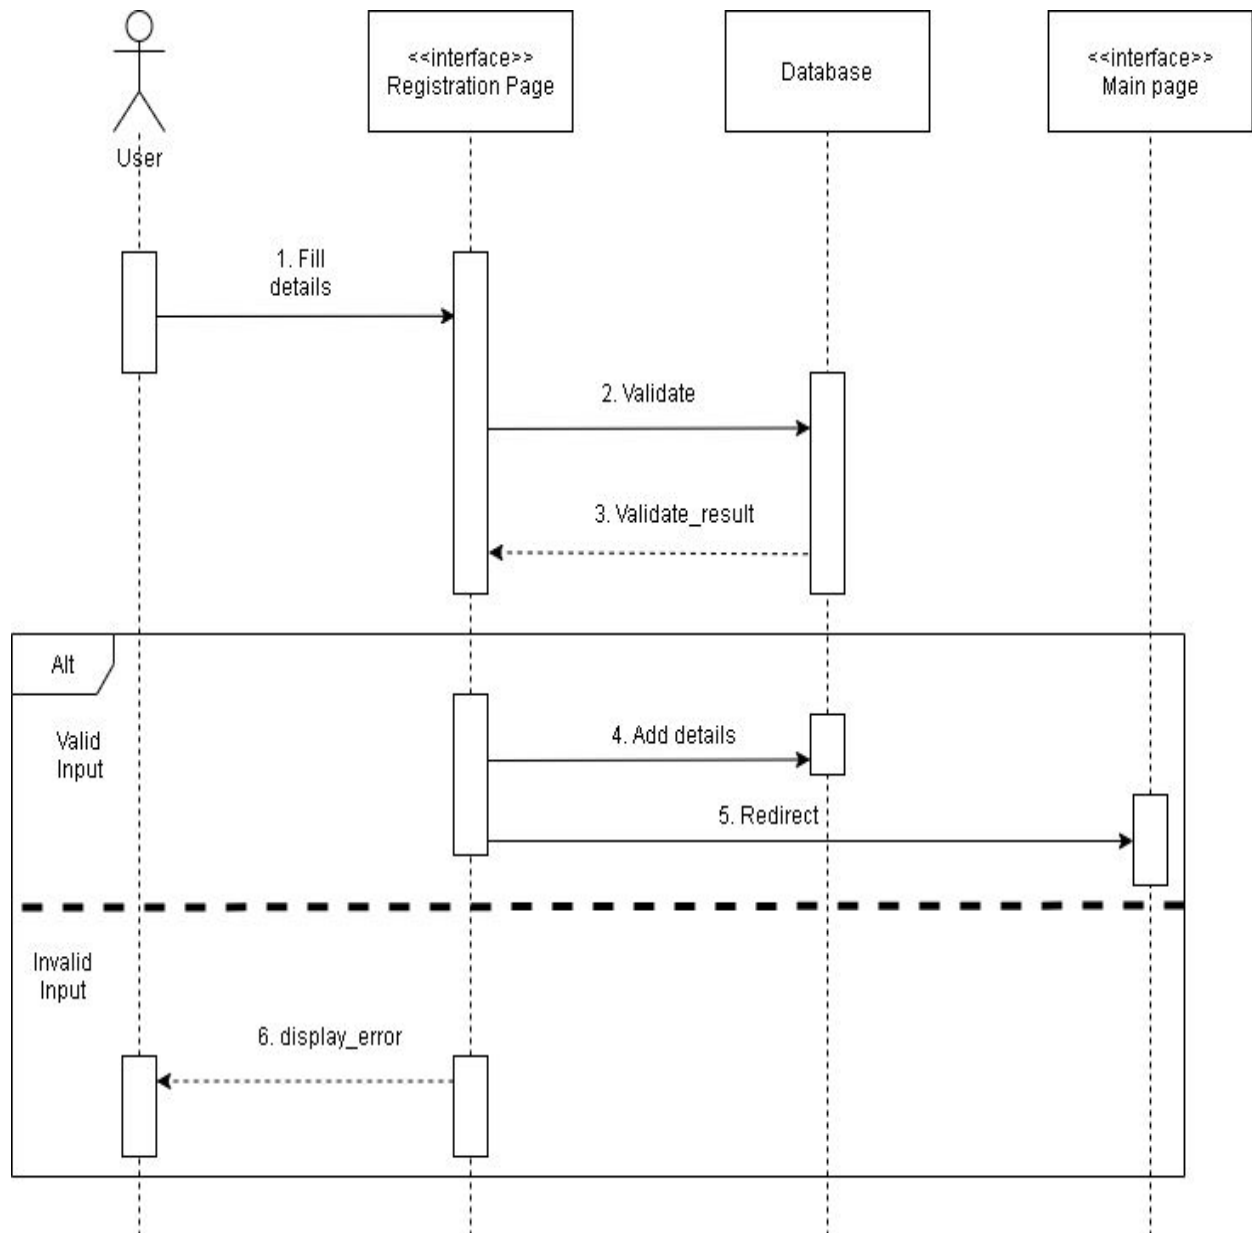 <<interface>>
Registration Page
Database
<<interface>>
Main page
User
1. Fill
details
2. Validate
3. Validate_result
Alt
Valid
Input
4. Add details
5. Redirect
Invalid
Input
6. display_error